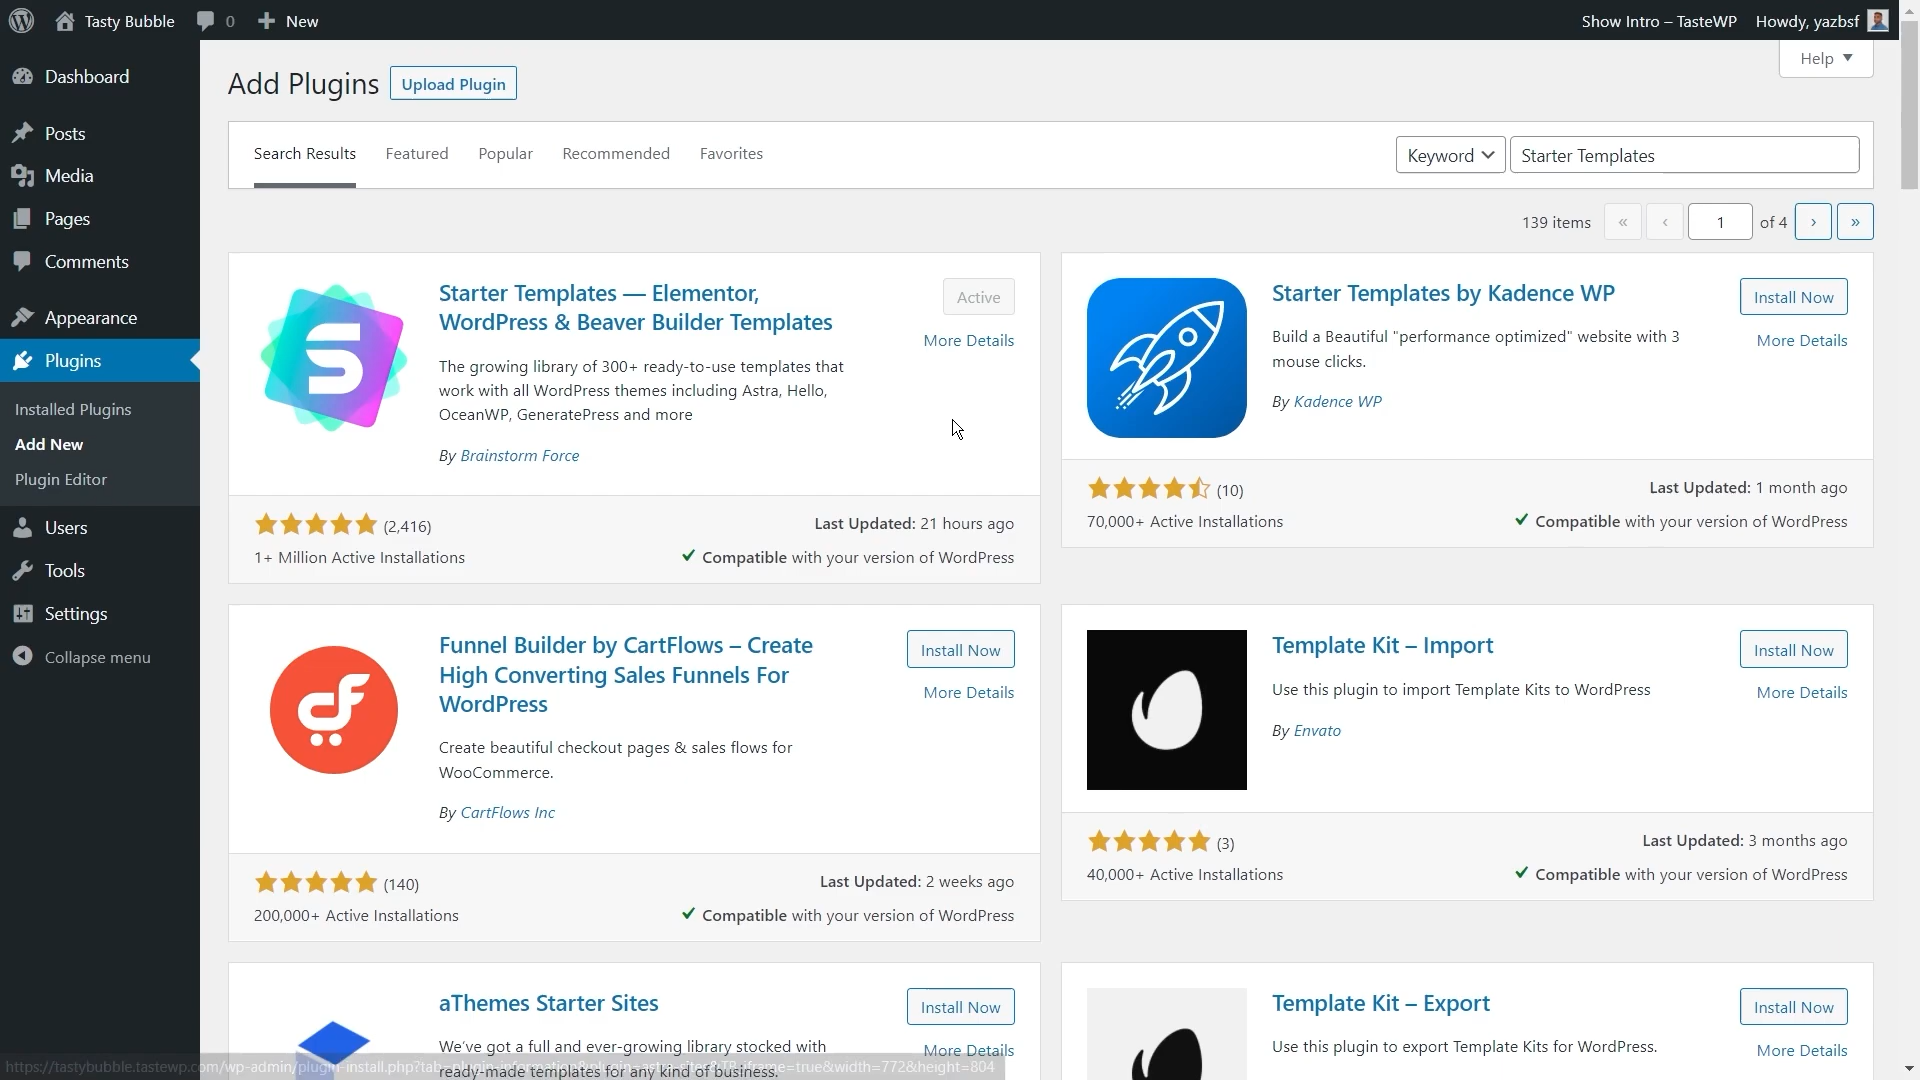 Tasty Bubble
0
New
Show Intro – TasteWP
Howdy, yazbsf
Dashboard
Posts
Media
Pages
Comments
Appearance
Plugins
Installed Plugins
Add New
Plugin Editor
Users
Tools
Settings
Collapse menu
Help
Add Plugins
Upload Plugin
Search Results
Featured
Popular
Recommended
Favorites
Keyword
Starter Templates
139 items
«
‹
1
of 4
›
»
Starter Templates — Elementor,
WordPress & Beaver Builder Templates
Active
More Details
The growing library of 300+ ready-to-use templates that
work with all WordPress themes including Astra, Hello,
OceanWP, GeneratePress and more
By Brainstorm Force
(2,416)
Last Updated: 21 hours ago
1+ Million Active Installations
Compatible with your version of WordPress
Starter Templates by Kadence WP
Install Now
More Details
Build a Beautiful "performance optimized" website with 3
mouse clicks.
By Kadence WP
(10)
Last Updated: 1 month ago
70,000+ Active Installations
Compatible with your version of WordPress
Funnel Builder by CartFlows – Create
High Converting Sales Funnels For
WordPress
Install Now
More Details
Create beautiful checkout pages & sales flows for
WooCommerce.
By CartFlows Inc
(140)
Last Updated: 2 weeks ago
200,000+ Active Installations
Compatible with your version of WordPress
Template Kit – Import
Install Now
More Details
Use this plugin to import Template Kits to WordPress
By Envato
(3)
Last Updated: 3 months ago
40,000+ Active Installations
Compatible with your version of WordPress
aThemes Starter Sites
Install Now
More Details
We've got a full and ever-growing library stocked with
ready-made templates for any kind of business.
Template Kit – Export
Install Now
More Details
Use this plugin to export Template Kits for WordPress.